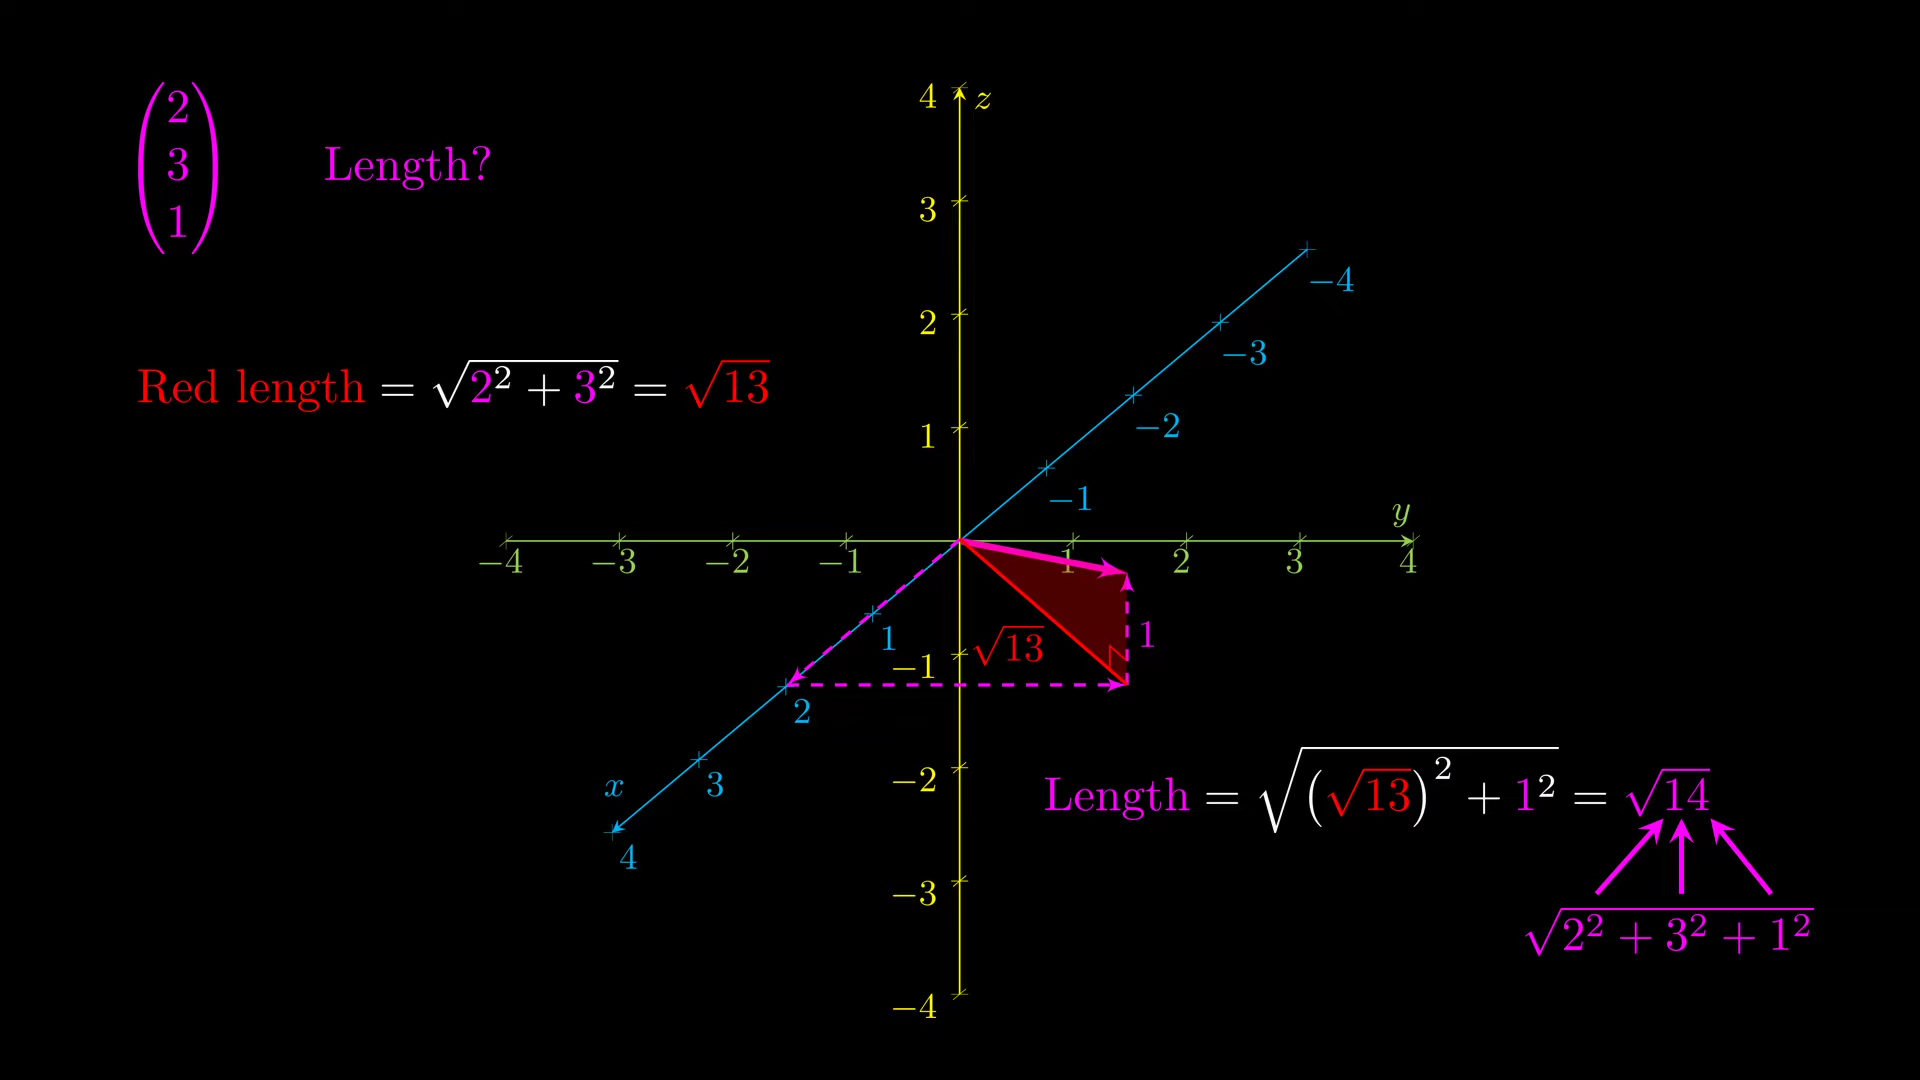 (2 3 1) Length?
Red length = √(2² + 3²) = √13
z
4
3
2
1
−1
−2
−3
−4
y
−4 −3 −2 −1 1 2 3 4
−4
−3
−2
−1
1
2
3
4
x
√13
1
Length = √((√13)² + 1²) = √14
√(2² + 3² + 1²)